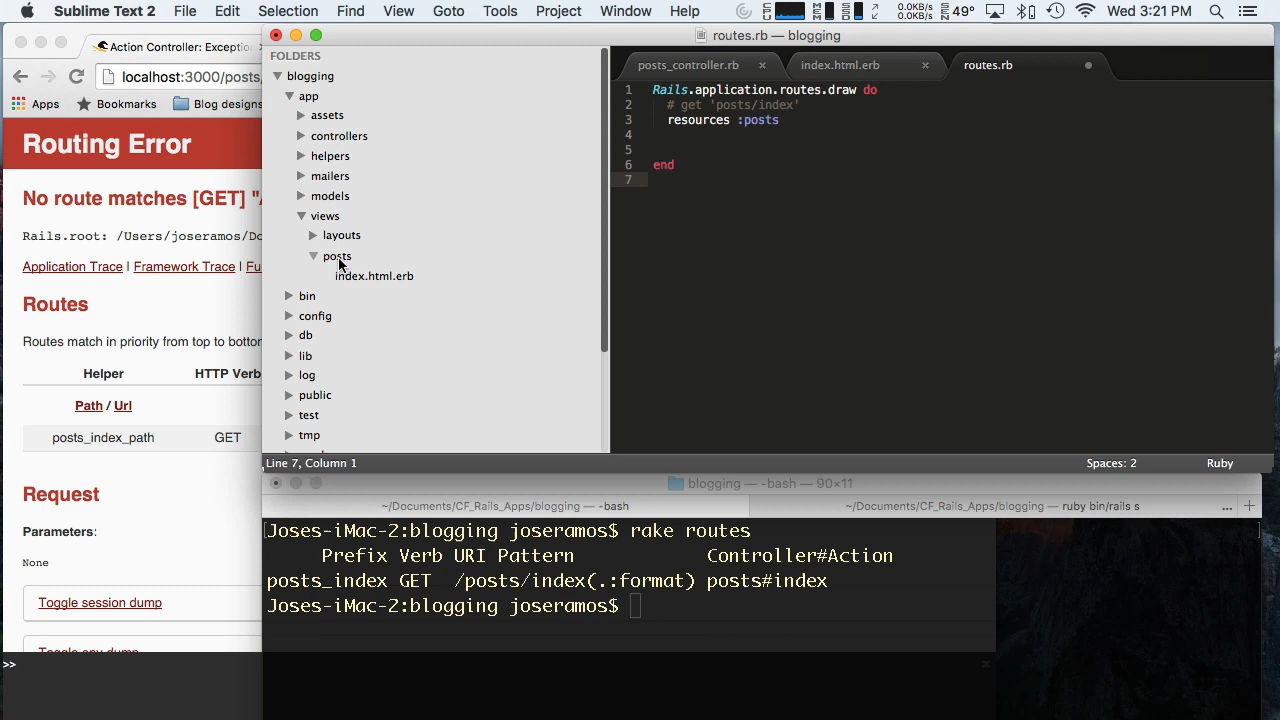 Sublime Text 2 File Edit Selection Find View Goto Tools Project Window Help 0.0KB/s 0.0KB/s 49° Wed 3:21 PM
routes.rb — blogging
Action Controller: Exceptio
localhost:3000/posts,
Apps Bookmarks Blog designs
Routing Error
No route matches [GET] "/
Rails.root: /Users/joseramos/Do
Application Trace | Framework Trace | Fu
Routes
Routes match in priority from top to bottor
Helper HTTP Verb
Path / Url
posts_index_path GET
Request
Parameters:
None
Toggle session dump
Toggle env dump
>>
FOLDERS
blogging
app
assets
controllers
helpers
mailers
models
views
layouts
posts
index.html.erb
bin
config
db
lib
log
public
test
tmp
posts_controller.rb index.html.erb routes.rb
1 Rails.application.routes.draw do
2 # get 'posts/index'
3 resources :posts
4
5
6 end
7
Line 7, Column 1 Spaces: 2 Ruby
blogging — -bash — 90×11
~/Documents/CF_Rails_Apps/blogging — -bash ~/Documents/CF_Rails_Apps/blogging — ruby bin/rails s ...
[Joses-iMac-2:blogging joseramos$ rake routes ]
Prefix Verb URI Pattern Controller#Action
posts_index GET /posts/index(.:format) posts#index
Joses-iMac-2:blogging joseramos$